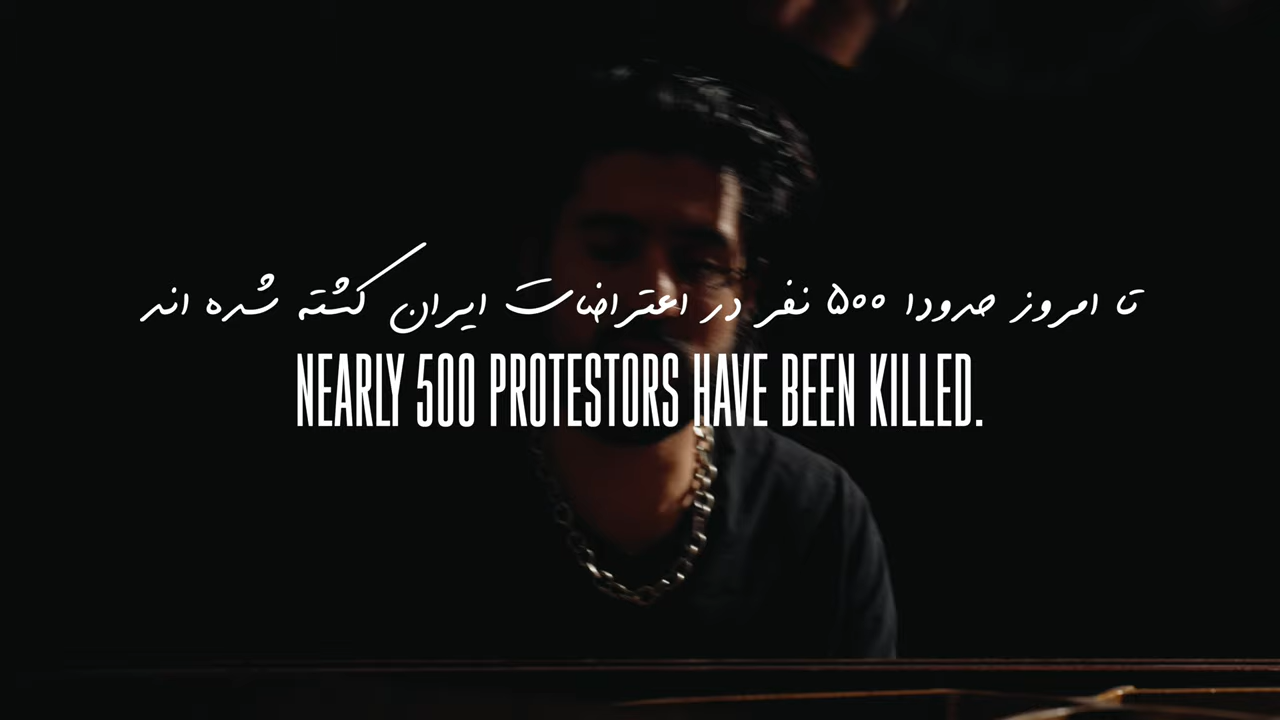 تا امروز حدودا ۵۰۰ نفر در اعتراضات ایران کشته شده اند
NEARLY 500 PROTESTORS HAVE BEEN KILLED.